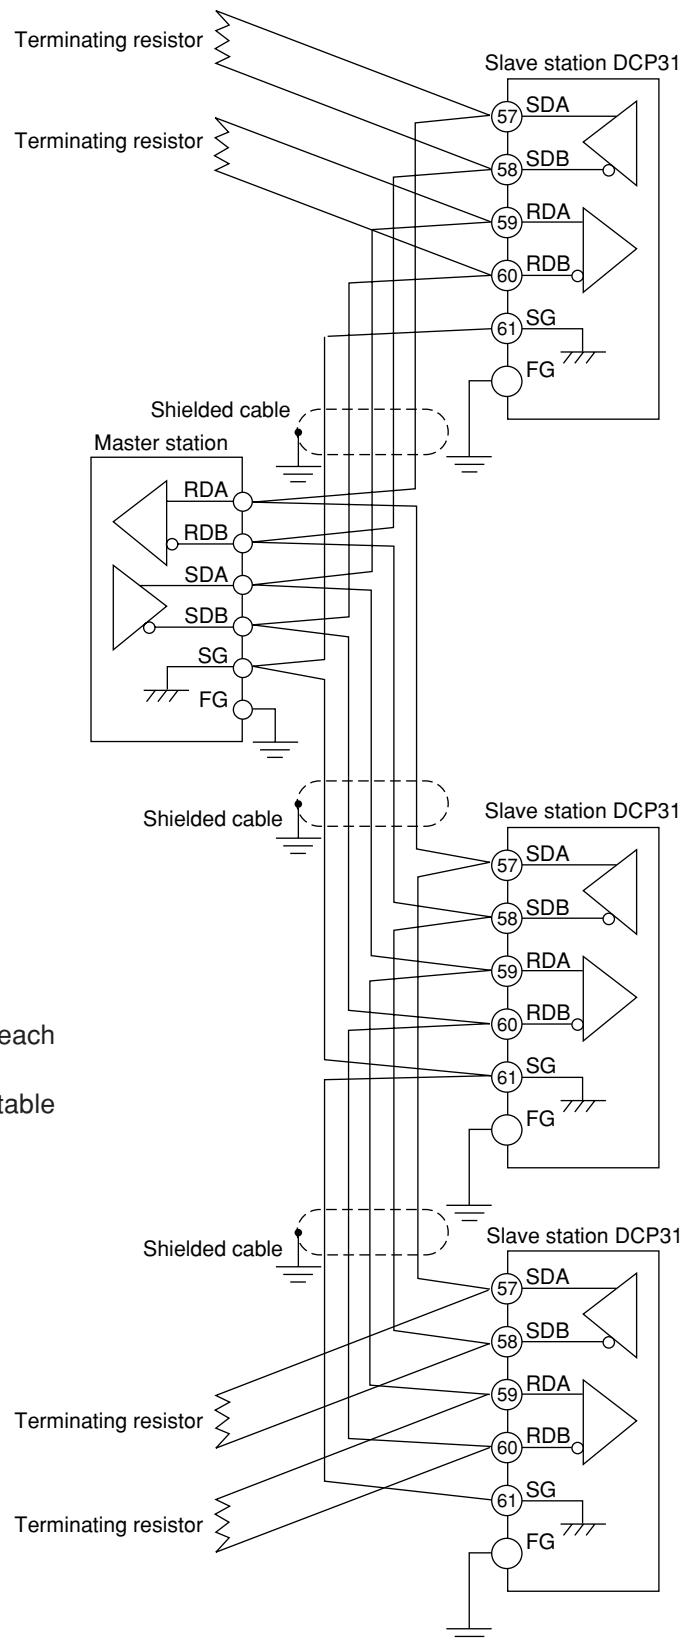 Terminating resistor
Slave station DCP31
57 SDA
Terminating resistor
58 SDB
59 RDA
60 RDB
61 SG
FG
Shielded cable
Master station
RDA
RDB
SDA
SDB
SG
FG
Shielded cable
Slave station DCP31
57 SDA
58 SDB
59 RDA
60 RDB
each
61 SG
table
FG
Shielded cable
Slave station DCP31
57 SDA
58 SDB
59 RDA
Terminating resistor
60 RDB
61 SG
Terminating resistor
FG